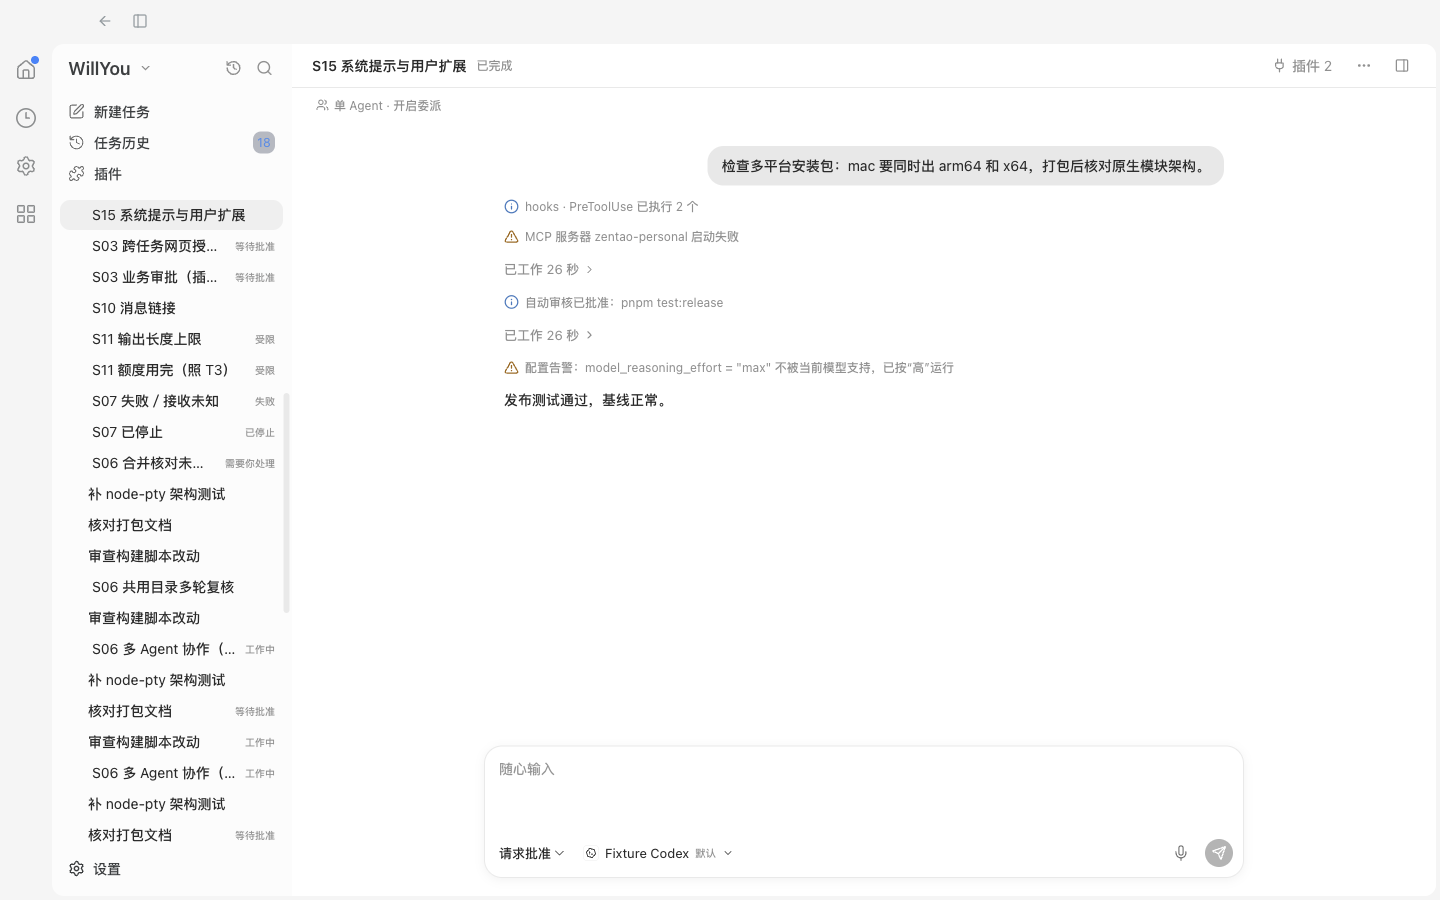 WillYou
新建任务
任务历史
18
插件
S15 系统提示与用户扩展
S03 跨任务网页授... 等待批准
S03 业务审批（插... 等待批准
S10 消息链接
S11 输出长度上限 受限
S11 额度用完（照 T3） 受限
S07 失败 / 接收未知 失败
S07 已停止 已停止
S06 合并核对未... 需要你处理
补 node-pty 架构测试
核对打包文档
审查构建脚本改动
S06 共用目录多轮复核
审查构建脚本改动
S06 多 Agent 协作（... 工作中
补 node-pty 架构测试
核对打包文档 等待批准
审查构建脚本改动 工作中
S06 多 Agent 协作（... 工作中
补 node-pty 架构测试
核对打包文档 等待批准
设置
S15 系统提示与用户扩展 已完成
插件 2
单 Agent · 开启委派
检查多平台安装包：mac 要同时出 arm64 和 x64，打包后核对原生模块架构。
hooks · PreToolUse 已执行 2 个
MCP 服务器 zentao-personal 启动失败
已工作 26 秒
自动审核已批准：pnpm test:release
已工作 26 秒
配置告警：model_reasoning_effort = "max" 不被当前模型支持，已按“高”运行
发布测试通过，基线正常。
随心输入
请求批准
Fixture Codex 默认